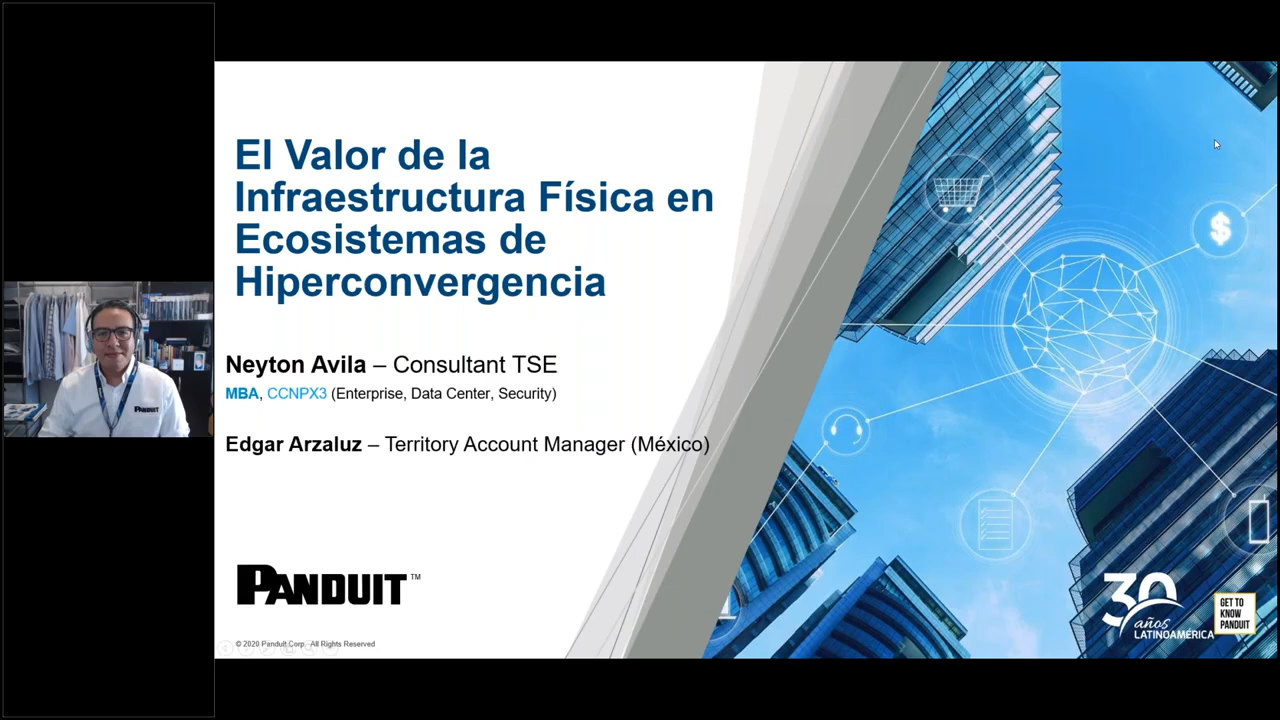 El Valor de la
Infraestructura Física en
Ecosistemas de
Hiperconvergencia
Neyton Avila – Consultant TSE
MBA, CCNPX3 (Enterprise, Data Center, Security)
Edgar Arzaluz – Territory Account Manager (México)
PANDUIT™
© 2020 Panduit Corp. All Rights Reserved
PANDUIT
$
30
años
LATINOAMÉRICA
GET TO
KNOW
PANDUIT